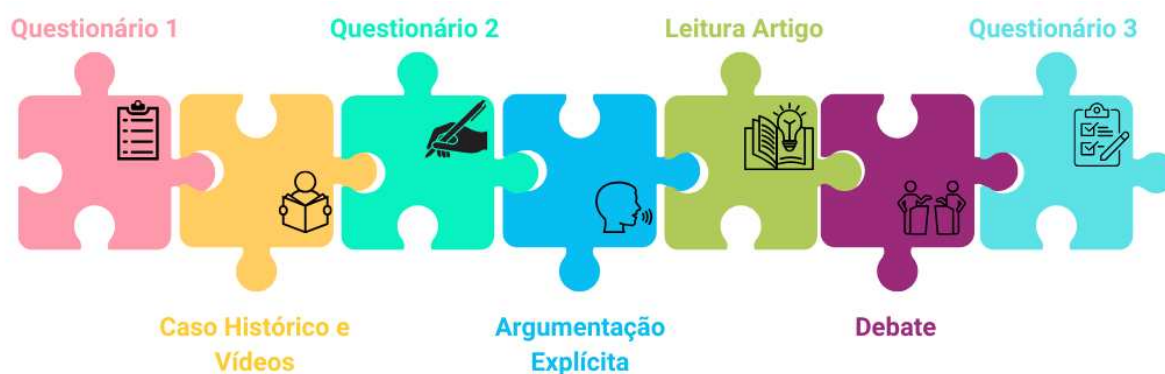 Questionário 1
Questionário 2
Leitura Artigo
Questionário 3
Caso Histórico e
Vídeos
Argumentação
Explícita
Debate